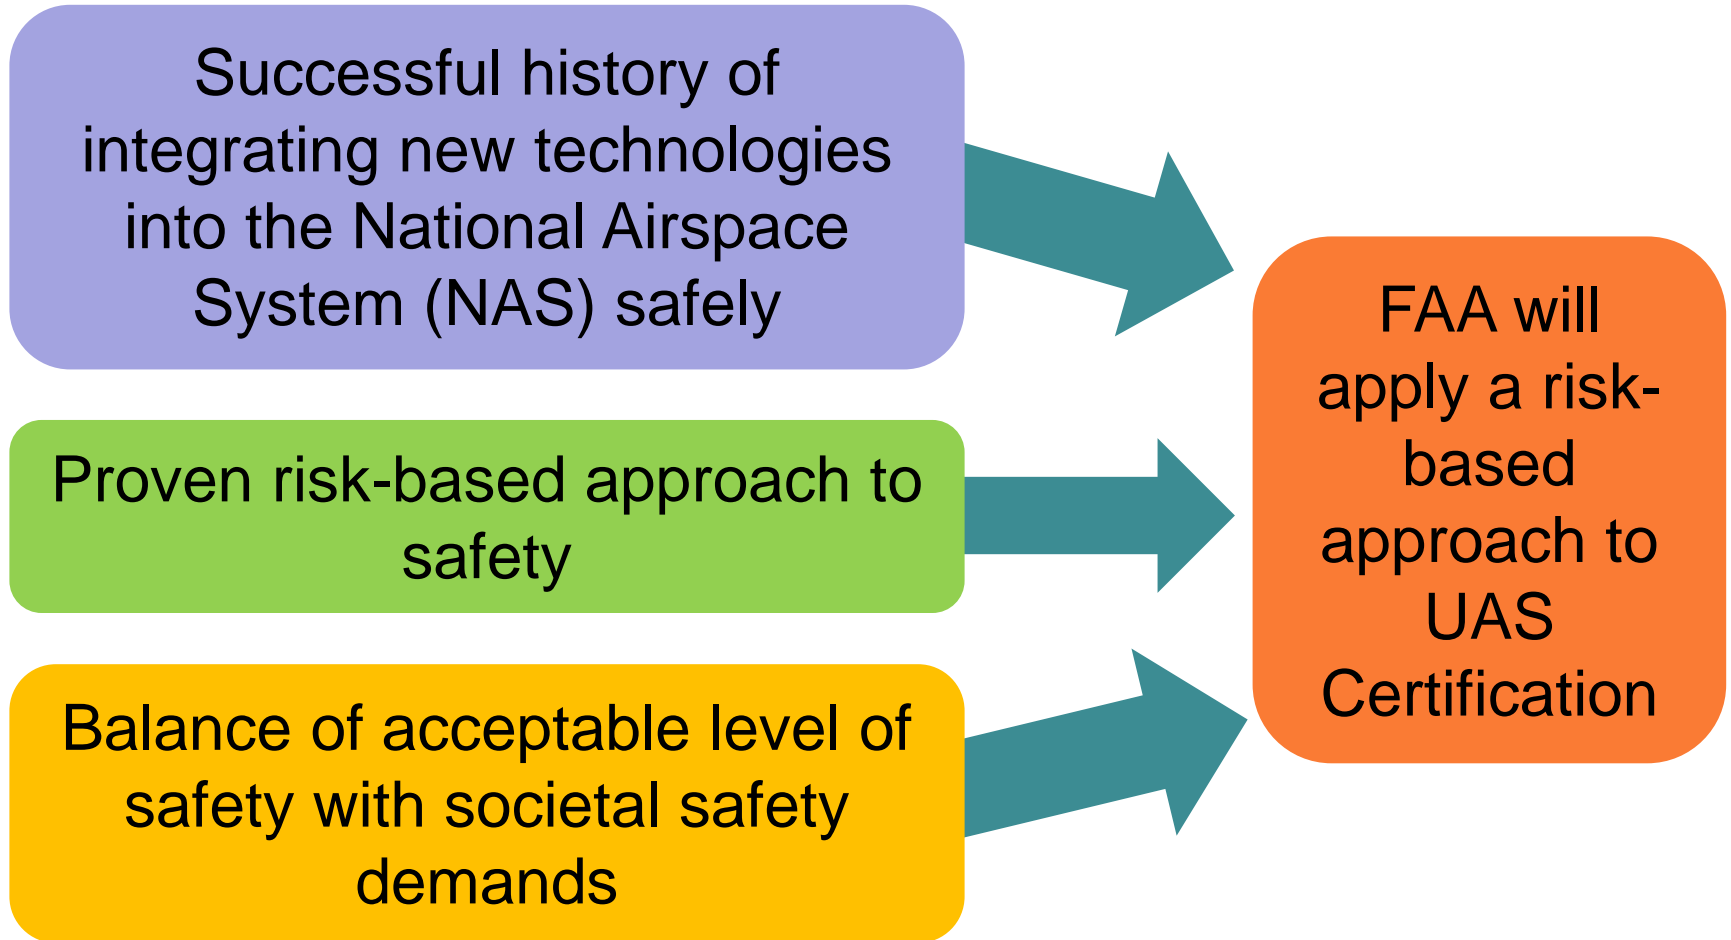 Successful history of
integrating new technologies
into the National Airspace
System (NAS) safely
Proven risk-based approach to
safety
Balance of acceptable level of
safety with societal safety
demands
FAA will
apply a risk-
based
approach to
UAS
Certification